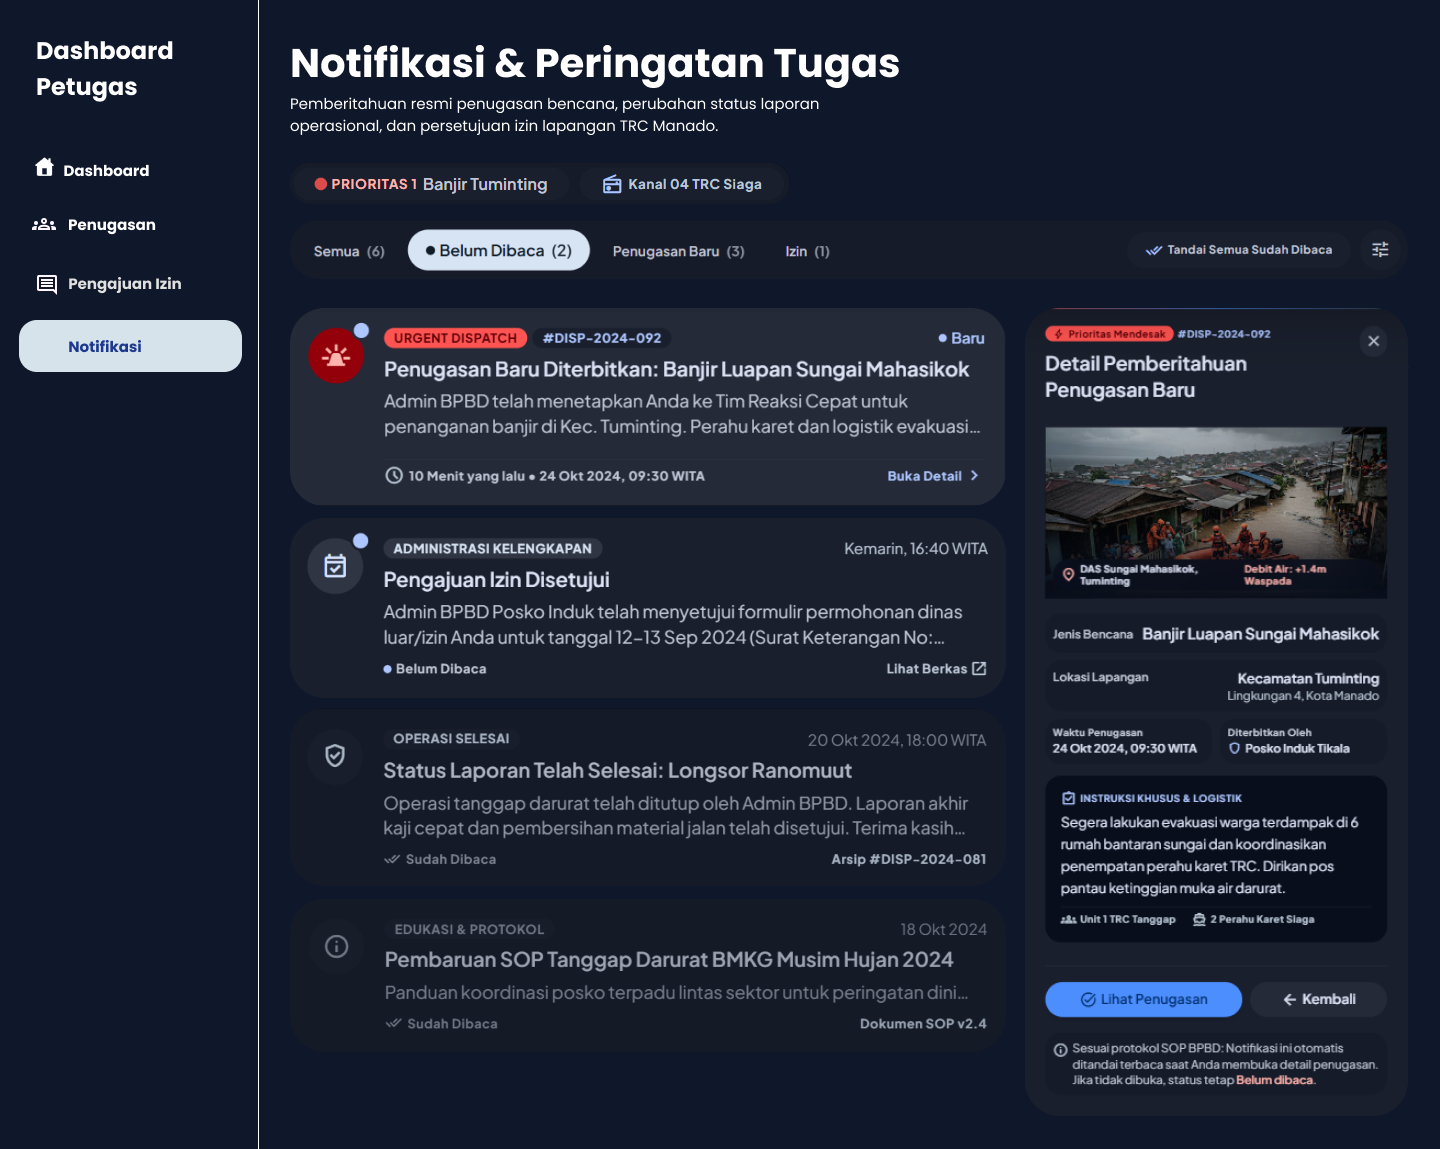 Dashboard
Petugas
Dashboard
Penugasan
Pengajuan Izin
Notifikasi
Notifikasi & Peringatan Tugas
Pemberitahuan resmi penugasan bencana, perubahan status laporan
operasional, dan persetujuan izin lapangan TRC Manado.
PRIORITAS 1 Banjir Tuminting
Kanal 04 TRC Siaga
Semua (6)
Belum Dibaca (2)
Penugasan Baru (3)
Izin (1)
Tandai Semua Sudah Dibaca
URGENT DISPATCH #DISP-2024-092
Baru
Penugasan Baru Diterbitkan: Banjir Luapan Sungai Mahasikok
Admin BPBD telah menetapkan Anda ke Tim Reaksi Cepat untuk
penanganan banjir di Kec. Tuminting. Perahu karet dan logistik evakuasi...
10 Menit yang lalu • 24 Okt 2024, 09:30 WITA
Buka Detail
ADMINISTRASI KELENGKAPAN
Kemarin, 16:40 WITA
Pengajuan Izin Disetujui
Admin BPBD Posko Induk telah menyetujui formulir permohonan dinas
luar/izin Anda untuk tanggal 12–13 Sep 2024 (Surat Keterangan No:...
Belum Dibaca
Lihat Berkas
OPERASI SELESAI
20 Okt 2024, 18:00 WITA
Status Laporan Telah Selesai: Longsor Ranomuut
Operasi tanggap darurat telah ditutup oleh Admin BPBD. Laporan akhir
kaji cepat dan pembersihan material jalan telah disetujui. Terima kasih...
Sudah Dibaca
Arsip #DISP-2024-081
EDUKASI & PROTOKOL
18 Okt 2024
Pembaruan SOP Tanggap Darurat BMKG Musim Hujan 2024
Panduan koordinasi posko terpadu lintas sektor untuk peringatan dini...
Sudah Dibaca
Dokumen SOP v2.4
Prioritas Mendesak #DISP-2024-092
Detail Pemberitahuan
Penugasan Baru
DAS Sungai Mahasikok,
Tuminting
Debit Air: +1.4m
Waspada
Jenis Bencana
Banjir Luapan Sungai Mahasikok
Lokasi Lapangan
Kecamatan Tuminting
Lingkungan 4, Kota Manado
Waktu Penugasan
24 Okt 2024, 09:30 WITA
Diterbitkan Oleh
Posko Induk Tikala
INSTRUKSI KHUSUS & LOGISTIK
Segera lakukan evakuasi warga terdampak di 6
rumah bantaran sungai dan koordinasikan
penempatan perahu karet TRC. Dirikan pos
pantau ketinggian muka air darurat.
Unit 1 TRC Tanggap
2 Perahu Karet Siaga
Lihat Penugasan
Kembali
Sesuai protokol SOP BPBD: Notifikasi ini otomatis
ditandai terbaca saat Anda membuka detail penugasan.
Jika tidak dibuka, status tetap Belum dibaca.